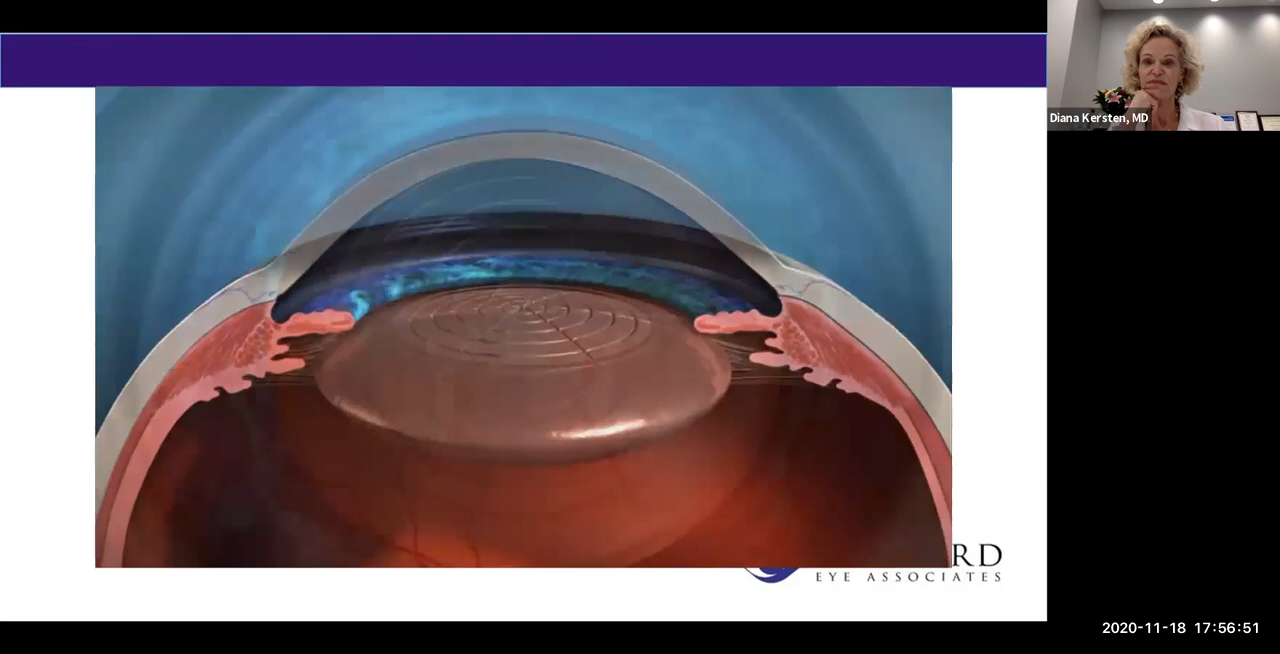 Diana Kersten, MD
RD
EYE ASSOCIATES
2020-11-18 17:56:51